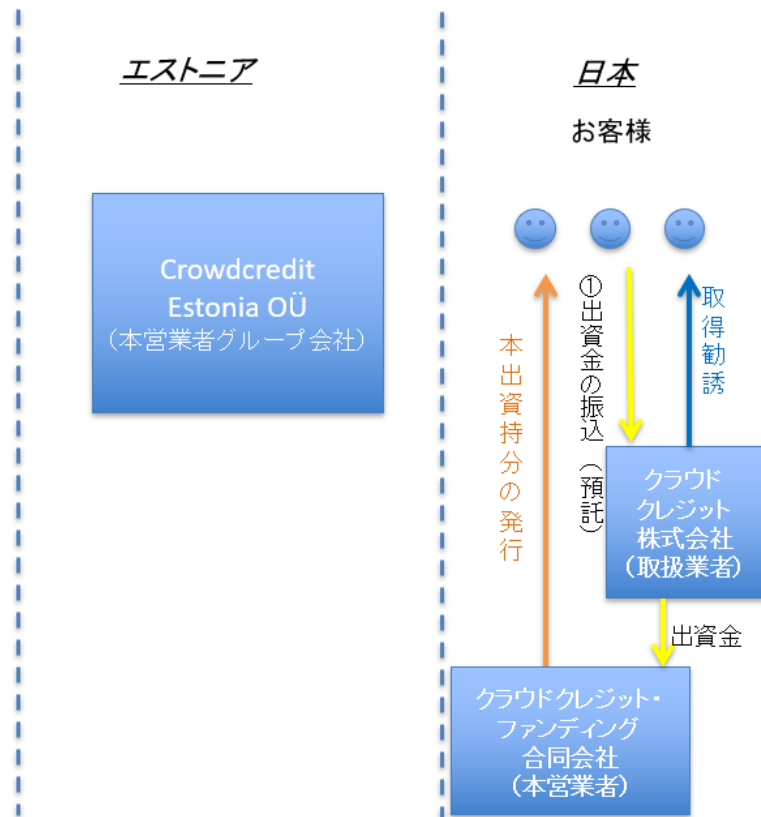 エストニア
日本
お客様
Crowdcredit
Estonia OÜ
(本営業者グループ会社)
本出資持分の発行
①出資金の振込（預託）
取得勧誘
クラウド
クレジット
株式会社
(取扱業者)
出資金
クラウドクレジット・
ファンディング
合同会社
(本営業者)